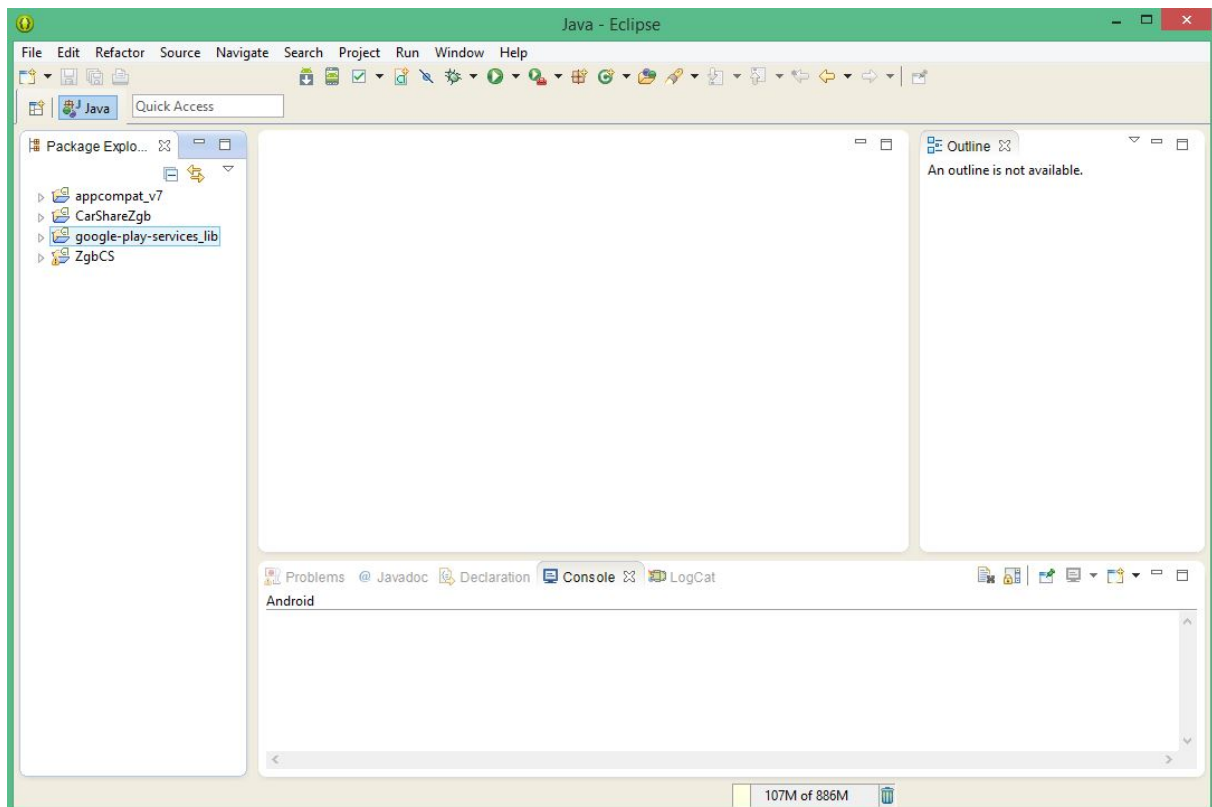 Java - Eclipse
File Edit Refactor Source Navigate Search Project Run Window Help
Java Quick Access
Package Explo...
appcompat_v7
CarShareZgb
google-play-services_lib
ZgbCS
Outline
An outline is not available.
Problems @ Javadoc Declaration Console LogCat
Android
107M of 886M